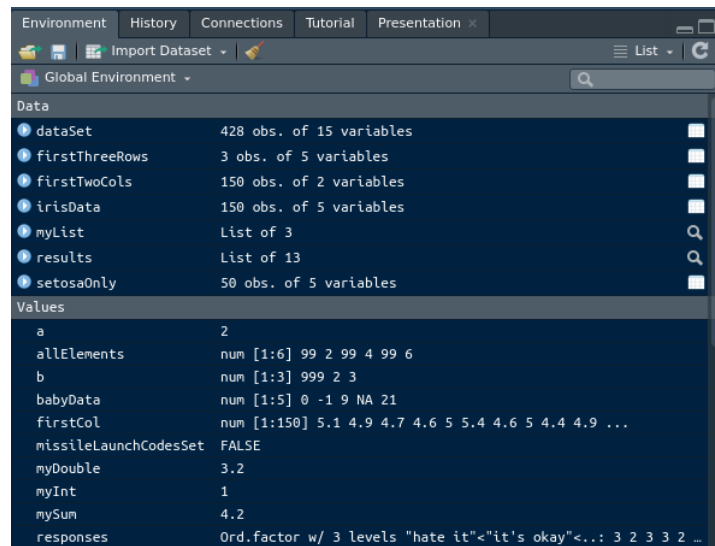 Environment History Connections Tutorial Presentation ×
Import Dataset List
Global Environment
Data
dataSet 428 obs. of 15 variables
firstThreeRows 3 obs. of 5 variables
firstTwoCols 150 obs. of 2 variables
irisData 150 obs. of 5 variables
myList List of 3
results List of 13
setosaOnly 50 obs. of 5 variables
Values
a 2
allElements num [1:6] 99 2 99 4 99 6
b num [1:3] 999 2 3
babyData num [1:5] 0 -1 9 NA 21
firstCol num [1:150] 5.1 4.9 4.7 4.6 5 5.4 4.6 5 4.4 4.9 ...
missileLaunchCodesSet FALSE
myDouble 3.2
myInt 1
mySum 4.2
responses Ord.factor w/ 3 levels "hate it"<"it's okay"<..: 3 2 3 3 2 …